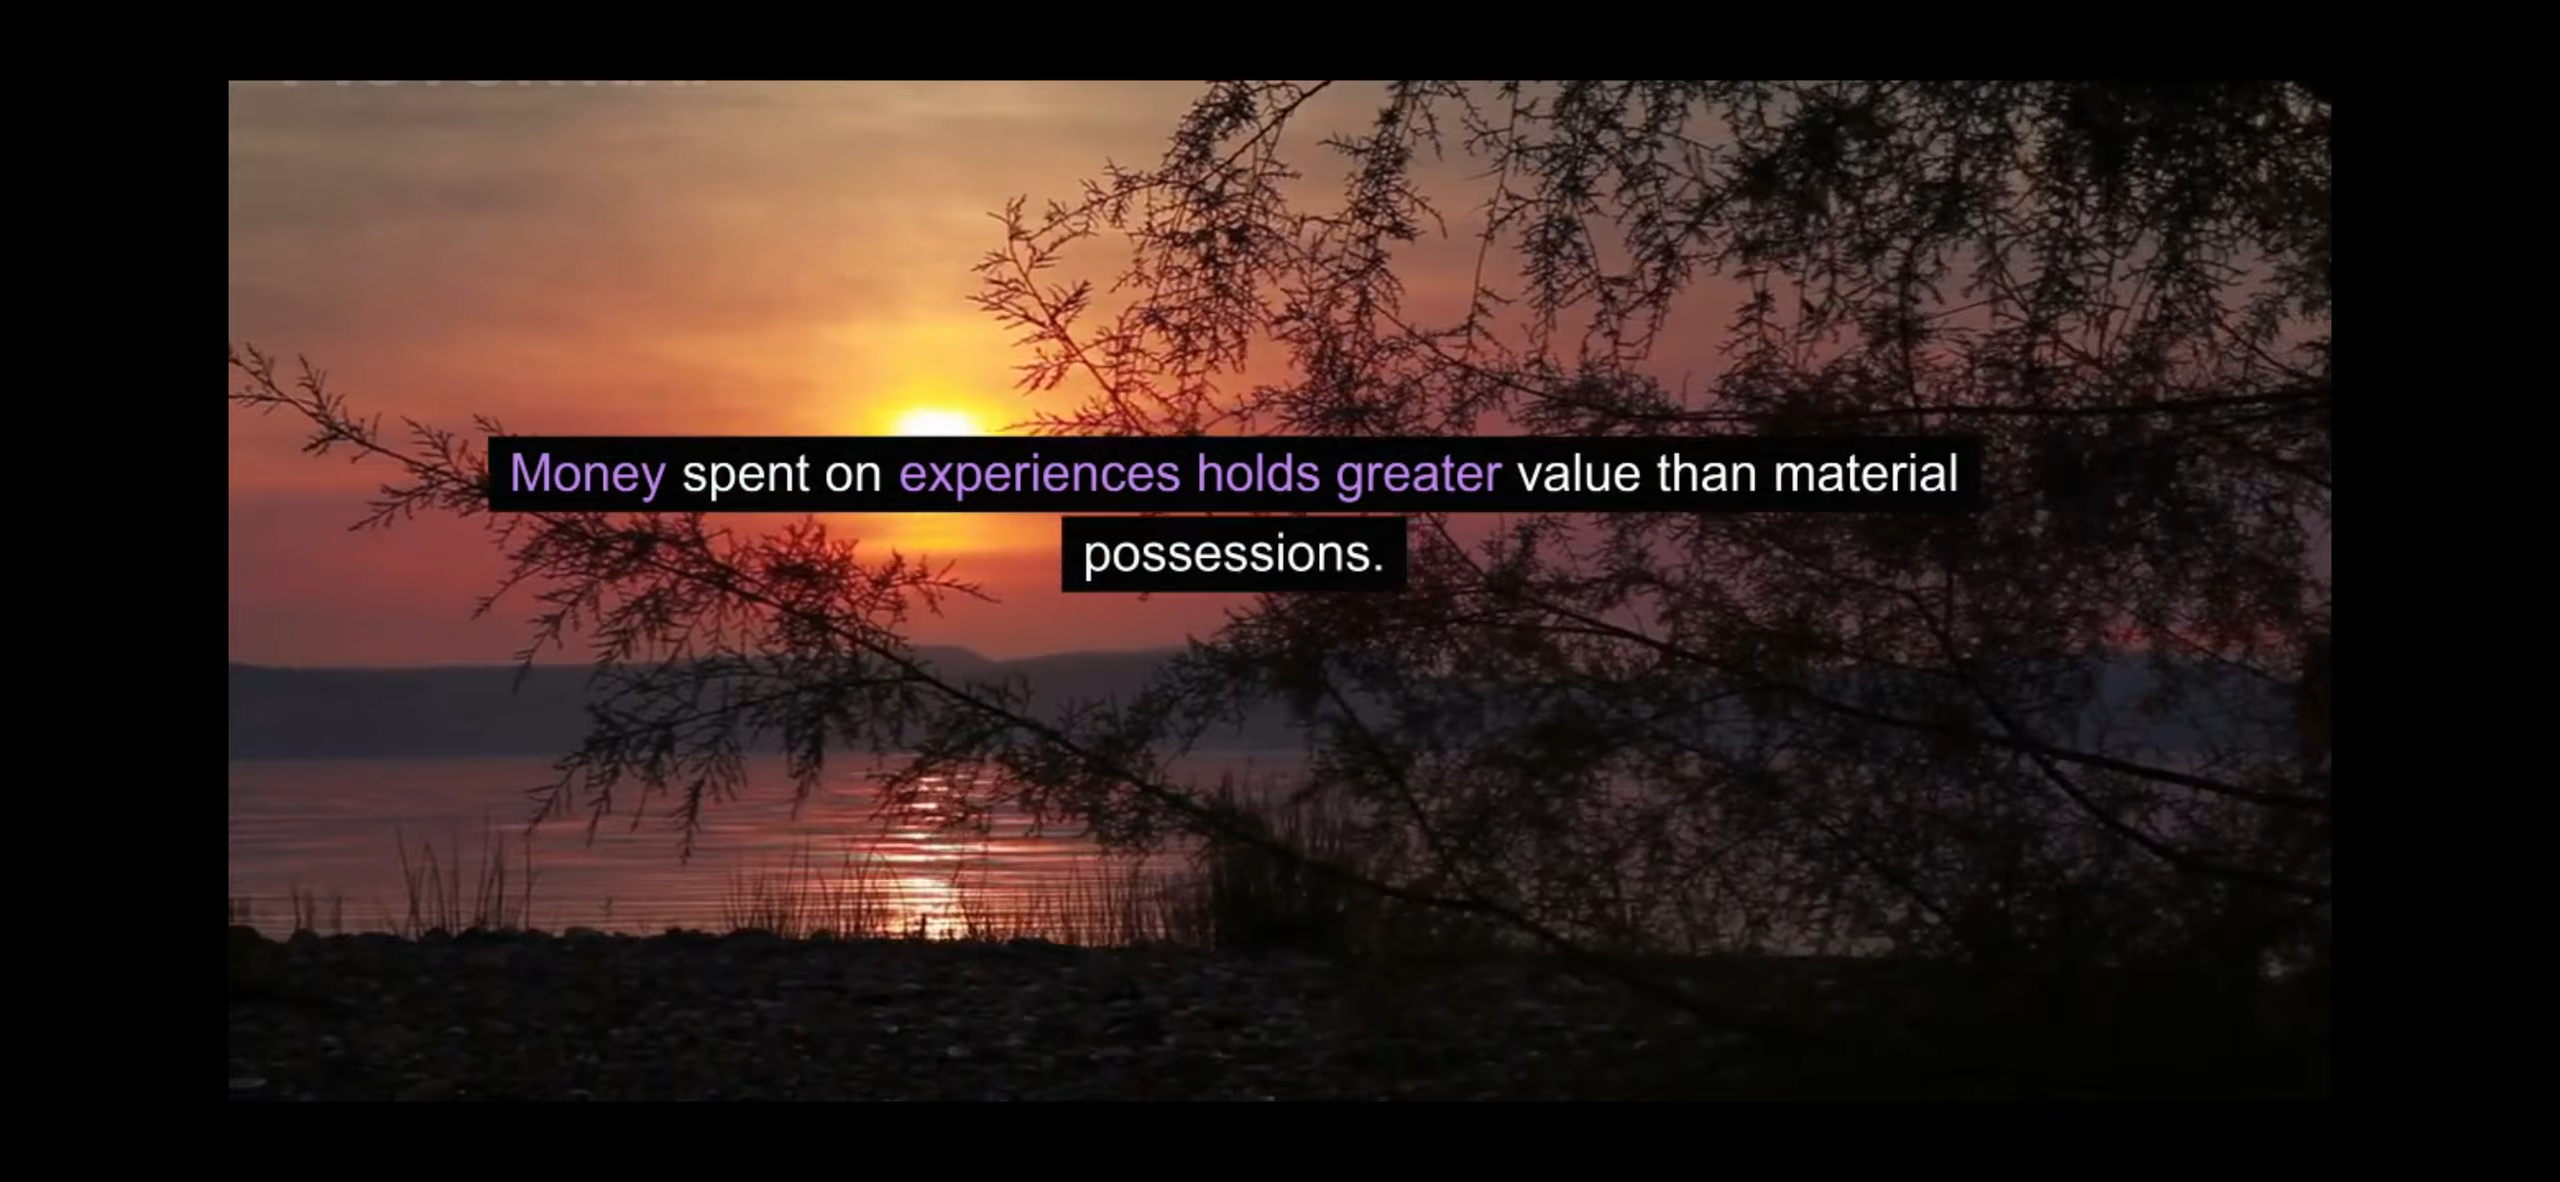 Money spent on experiences holds greater value than material
possessions.